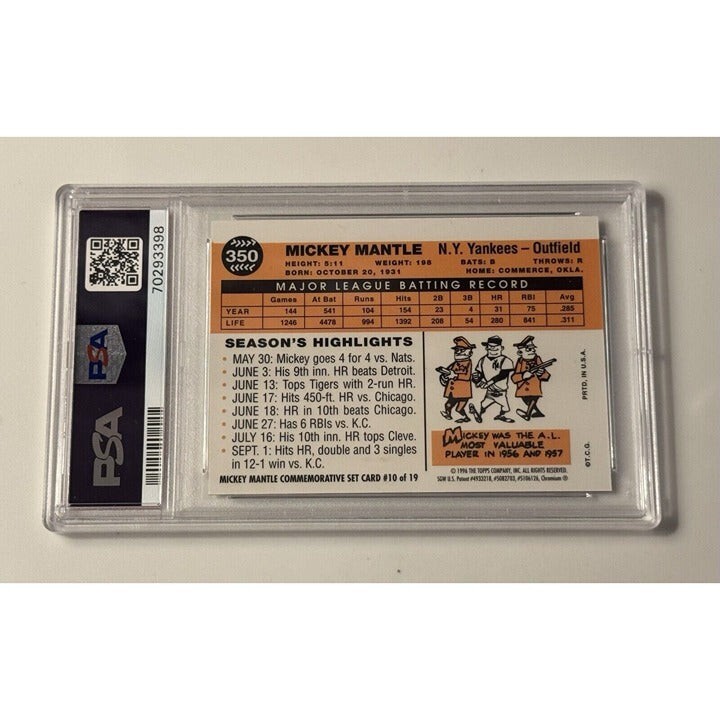 70293398
PSA
PSA
350
MICKEY MANTLE N.Y. Yankees – Outfield
HEIGHT: 5:11 WEIGHT: 198 BATS: B THROWS: R
BORN: OCTOBER 20, 1931 HOME: COMMERCE, OKLA.
MAJOR LEAGUE BATTING RECORD
Games At Bat Runs Hits 2B 3B HR RBI Avg
YEAR 144 541 104 154 23 4 31 75 .285
LIFE 1246 4478 994 1392 208 54 280 841 .311
SEASON'S HIGHLIGHTS
• MAY 30: Mickey goes 4 for 4 vs. Nats.
• JUNE 3: His 9th inn. HR beats Detroit.
• JUNE 13: Tops Tigers with 2-run HR.
• JUNE 17: Hits 450-ft. HR vs. Chicago.
• JUNE 18: HR in 10th beats Chicago.
• JUNE 27: Has 6 RBIs vs. K.C.
• JULY 16: His 10th inn. HR tops Cleve.
• SEPT. 1: Hits HR, double and 3 singles
in 12-1 win vs. K.C.
MICKEY WAS THE A.L.
MOST VALUABLE
PLAYER IN 1956 AND 1957
©T.C.G. PRTD. IN U.S.A.
MICKEY MANTLE COMMEMORATIVE SET CARD #10 of 19
© 1996 THE TOPPS COMPANY, INC. ALL RIGHTS RESERVED.
SGW U.S. Patent #4933218, #5082703, #5106126, Chromium ®